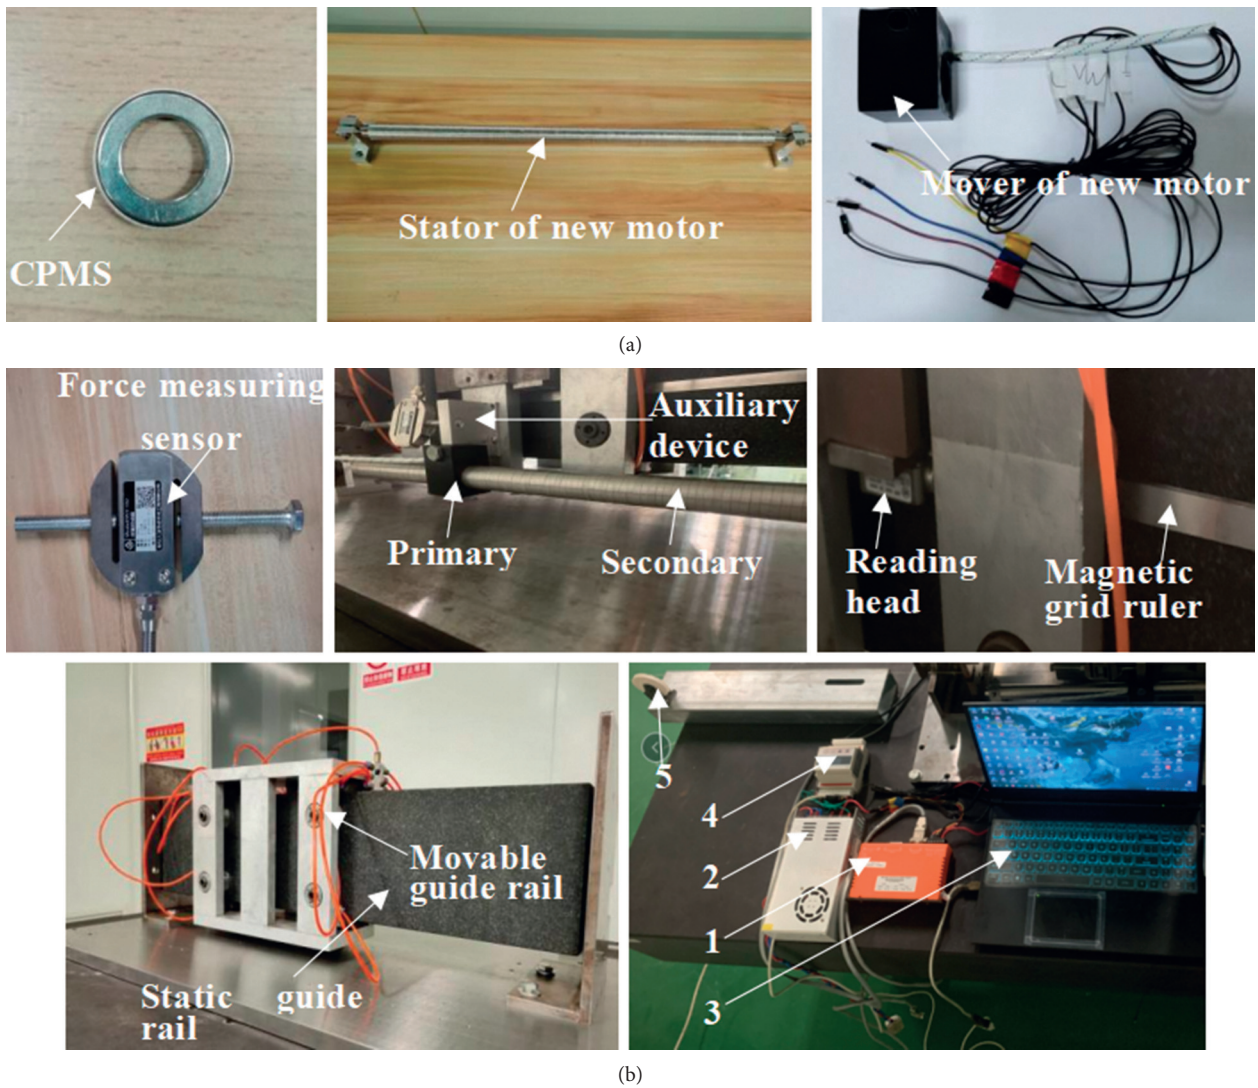 CPMS
Stator of new motor
Mover of new motor
(a)
Force measuring
sensor
Auxiliary
device
Primary
Secondary
Reading
head
Magnetic
grid ruler
Movable
guide rail
Static guide
rail
5
4
2
1
3
(b)